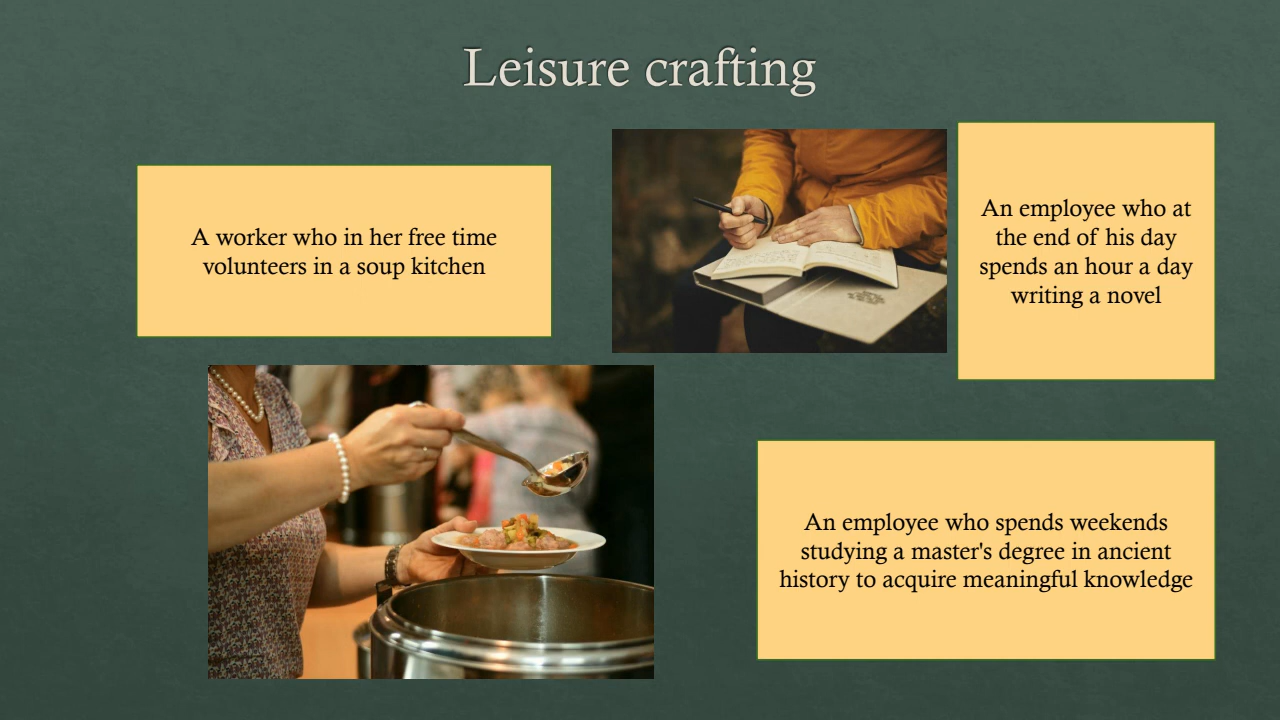 Leisure crafting
A worker who in her free time
volunteers in a soup kitchen
An employee who at
the end of his day
spends an hour a day
writing a novel
An employee who spends weekends
studying a master's degree in ancient
history to acquire meaningful knowledge